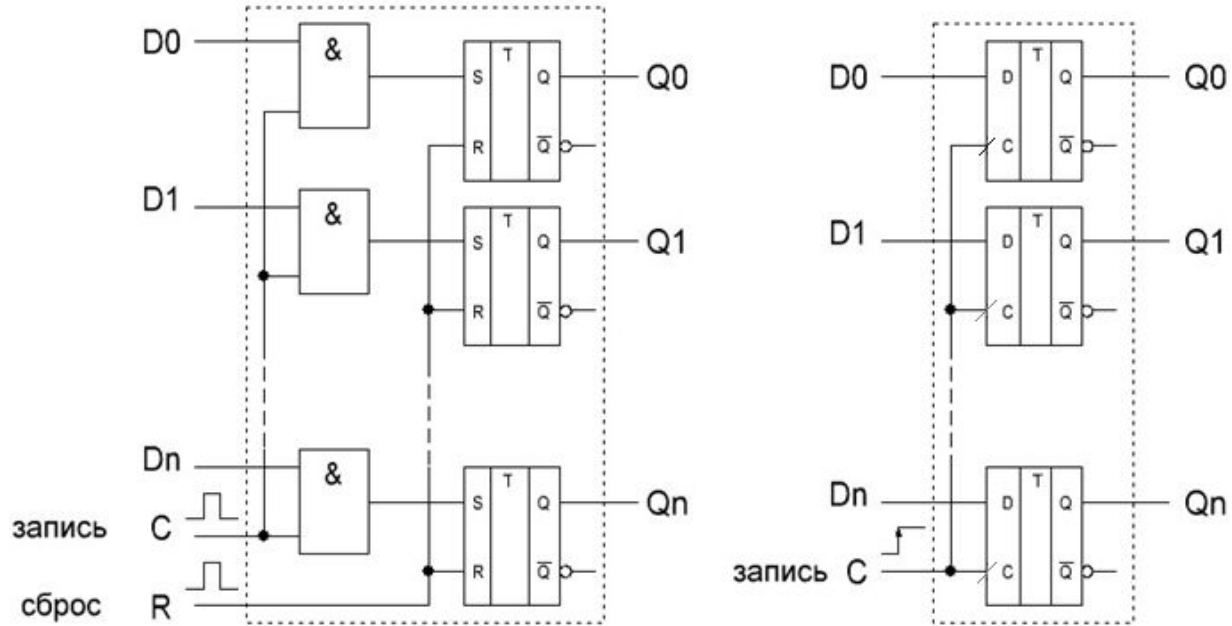 D0 & S T Q Q0
R Q̅
D1 & S T Q Q1
R Q̅
Dn & S T Q Qn
запись C
сброс R R Q̅
D0 D T Q Q0
C Q̅
D1 D T Q Q1
C Q̅
Dn D T Q Qn
запись C C Q̅